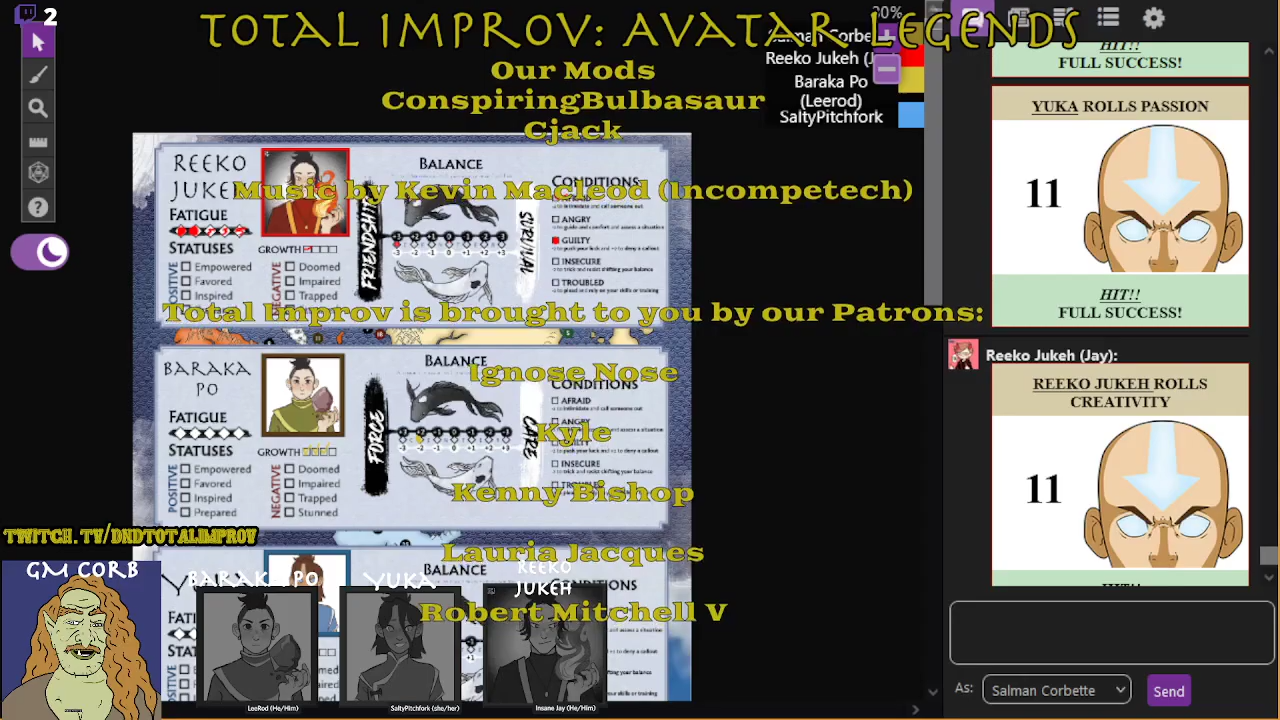 2
TOTAL IMPROV: AVATAR LEGENDS
Our Mods
ConspiringBulbasaur
Cjack
Music by Kevin Macleod (Incompetech)
Total Improv is brought to you by our Patrons:
Ignose Nose
Kyle
Kenny Bishop
Lauria Jacques
Robert Mitchell V
Reeko Jukeh
Baraka Po
(Leerod)
SaltyPitchfork
REEKO
JUKEH
FATIGUE
STATUSES
POSITIVE
Empowered
Favored
Inspired
GROWTH
NEGATIVE
Doomed
Impaired
Trapped
FRIENDSHIP
BALANCE
SURVIVAL
CONDITIONS
ANGRY
GUILTY
INSECURE
TROUBLED
BARAKA
PO
FATIGUE
STATUSES
POSITIVE
Empowered
Favored
Inspired
Prepared
GROWTH
NEGATIVE
Doomed
Impaired
Trapped
Stunned
FORCE
BALANCE
CARE
CONDITIONS
AFRAID
ANGRY
INSECURE
BALANCE
TWITCH.TV/DNDTOTALIMPROV
GM CORB
BARAKA PO
LeeRod (He/Him)
YUKA
SaltyPitchfork (she/her)
REEKO
JUKEH
Insane Jay (He/Him)
HIT!!
FULL SUCCESS!
YUKA ROLLS PASSION
11
HIT!!
FULL SUCCESS!
Reeko Jukeh (Jay):
REEKO JUKEH ROLLS
CREATIVITY
11
As:
Salman Corbette
Send